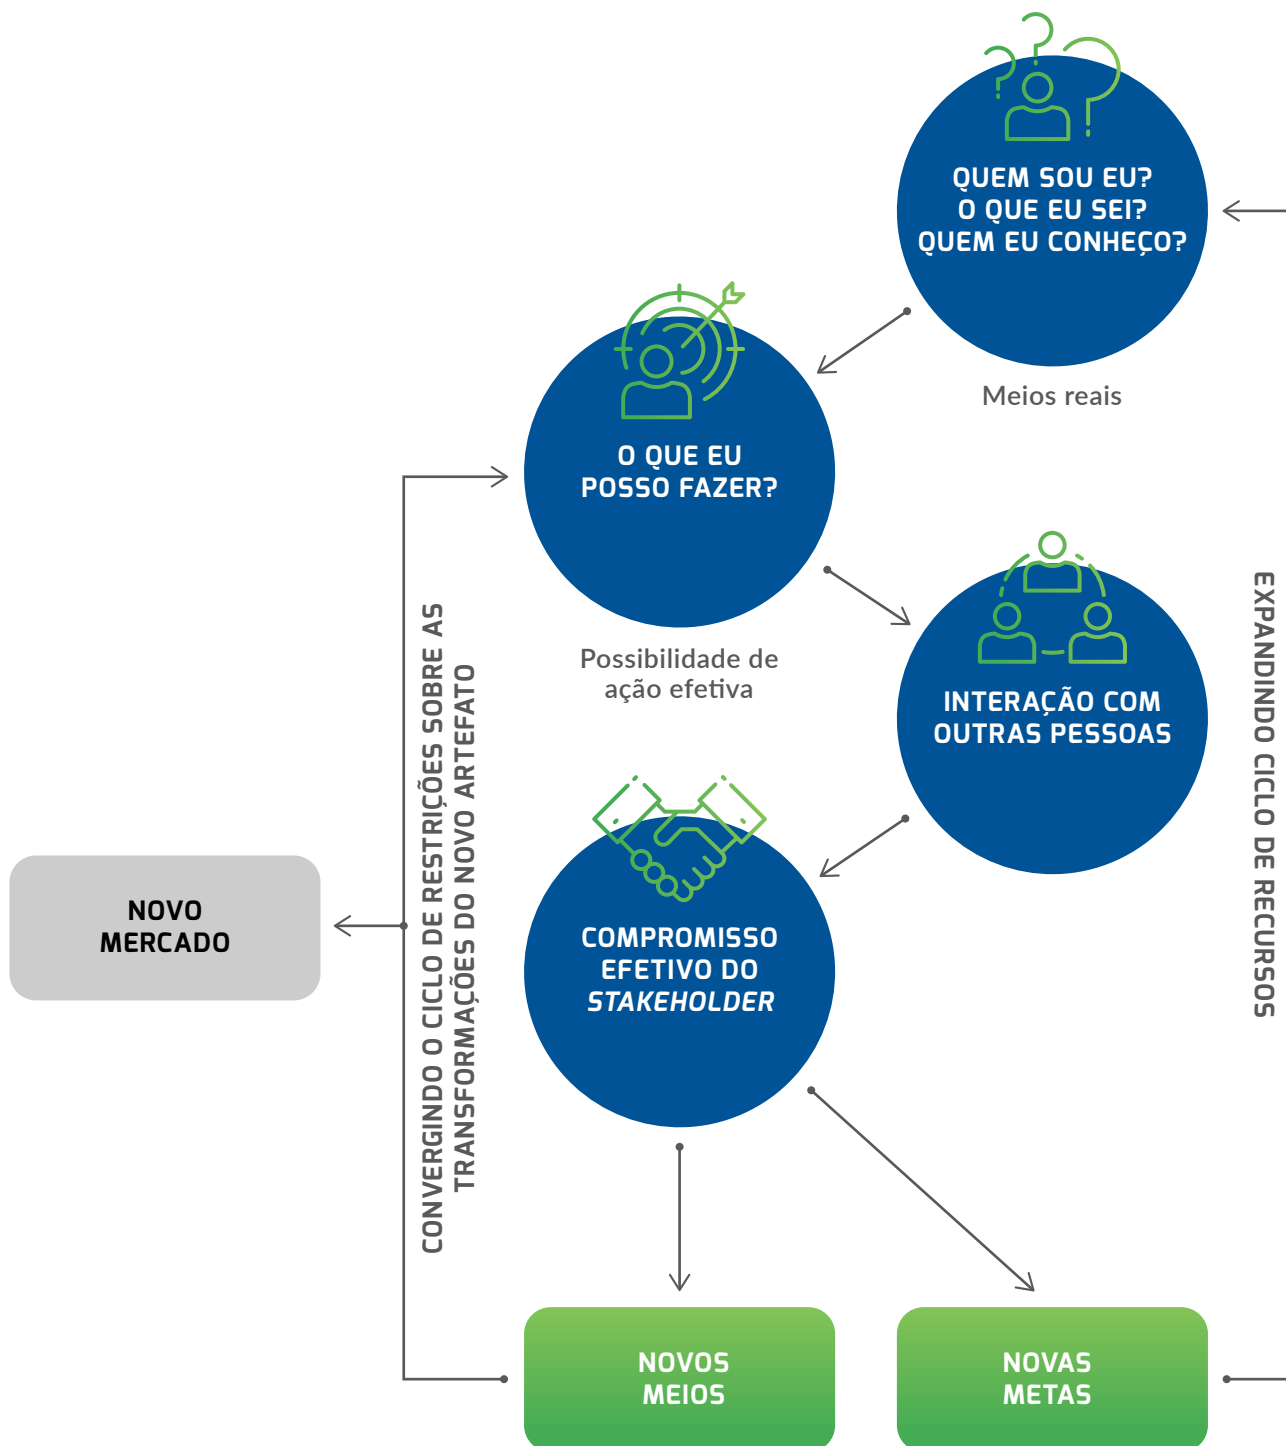 QUEM SOU EU?
O QUE EU SEI?
QUEM EU CONHEÇO?
Meios reais
O QUE EU
POSSO FAZER?
Possibilidade de
ação efetiva
INTERAÇÃO COM
OUTRAS PESSOAS
COMPROMISSO
EFETIVO DO
STAKEHOLDER
NOVO
MERCADO
CONVERGINDO O CICLO DE RESTRIÇÕES SOBRE AS
TRANSFORMAÇÕES DO NOVO ARTEFATO
EXPANDINDO CICLO DE RECURSOS
NOVOS
MEIOS
NOVAS
METAS